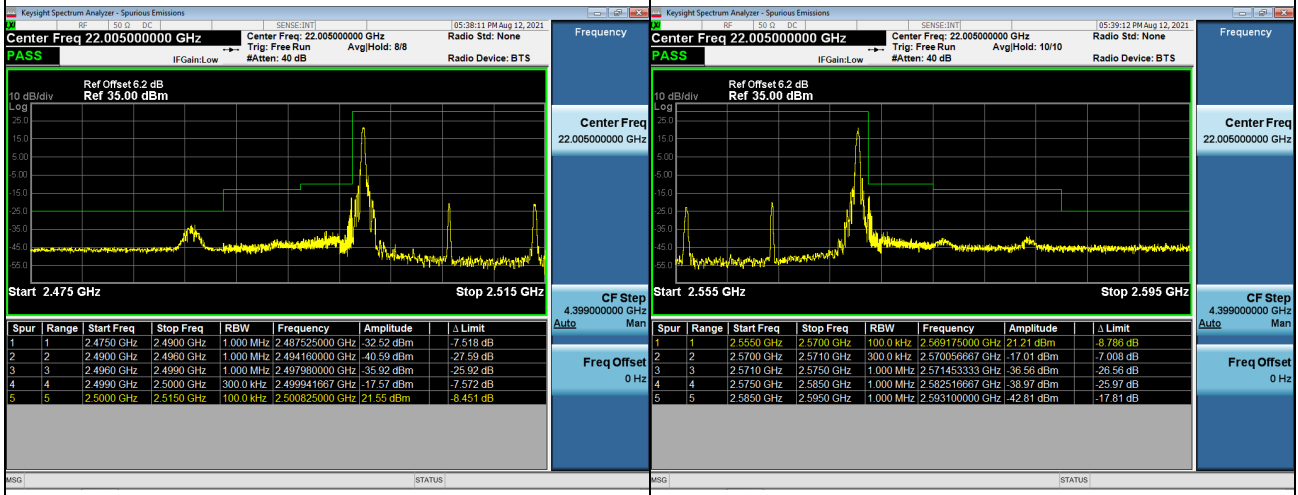 Keysight Spectrum Analyzer - Spurious Emissions
RF 50 Ω DC SENSE:INT 05:38:11 PM Aug 12, 2021
Center Freq 22.005000000 GHz
Center Freq: 22.005000000 GHz Radio Std: None
Trig: Free Run Avg|Hold: 8/8
PASS IFGain:Low #Atten: 40 dB Radio Device: BTS
Ref Offset 6.2 dB
10 dB/div Ref 35.00 dBm
Log
25.0
15.0
5.00
-5.00
-15.0
-25.0
-35.0
-45.0
-55.0
Start 2.475 GHz Stop 2.515 GHz
Spur Range Start Freq Stop Freq RBW Frequency Amplitude Δ Limit
1 1 2.4750 GHz 2.4900 GHz 1.000 MHz 2.487525000 GHz -32.52 dBm -7.518 dB
2 2 2.4900 GHz 2.4960 GHz 1.000 MHz 2.494160000 GHz -40.59 dBm -27.59 dB
3 3 2.4960 GHz 2.4990 GHz 1.000 MHz 2.497980000 GHz -35.92 dBm -25.92 dB
4 4 2.4990 GHz 2.5000 GHz 300.0 kHz 2.499941667 GHz -17.57 dBm -7.572 dB
5 5 2.5000 GHz 2.5150 GHz 100.0 kHz 2.500825000 GHz 21.55 dBm -8.451 dB
MSG STATUS
Frequency
Center Freq
22.005000000 GHz
CF Step
4.399000000 GHz
Auto Man
Freq Offset
0 Hz
Keysight Spectrum Analyzer - Spurious Emissions
RF 50 Ω DC SENSE:INT 05:39:12 PM Aug 12, 2021
Center Freq 22.005000000 GHz
Center Freq: 22.005000000 GHz Radio Std: None
Trig: Free Run Avg|Hold: 10/10
PASS IFGain:Low #Atten: 40 dB Radio Device: BTS
Ref Offset 6.2 dB
10 dB/div Ref 35.00 dBm
Log
25.0
15.0
5.00
-5.00
-15.0
-25.0
-35.0
-45.0
-55.0
Start 2.555 GHz Stop 2.595 GHz
Spur Range Start Freq Stop Freq RBW Frequency Amplitude Δ Limit
1 1 2.5550 GHz 2.5700 GHz 100.0 kHz 2.569175000 GHz 21.21 dBm -8.786 dB
2 2 2.5700 GHz 2.5710 GHz 300.0 kHz 2.570056667 GHz -17.01 dBm -7.008 dB
3 3 2.5710 GHz 2.5750 GHz 1.000 MHz 2.571453333 GHz -36.56 dBm -26.56 dB
4 4 2.5750 GHz 2.5850 GHz 1.000 MHz 2.582516667 GHz -38.97 dBm -25.97 dB
5 5 2.5850 GHz 2.5950 GHz 1.000 MHz 2.593100000 GHz -42.81 dBm -17.81 dB
MSG STATUS
Frequency
Center Freq
22.005000000 GHz
CF Step
4.399000000 GHz
Auto Man
Freq Offset
0 Hz